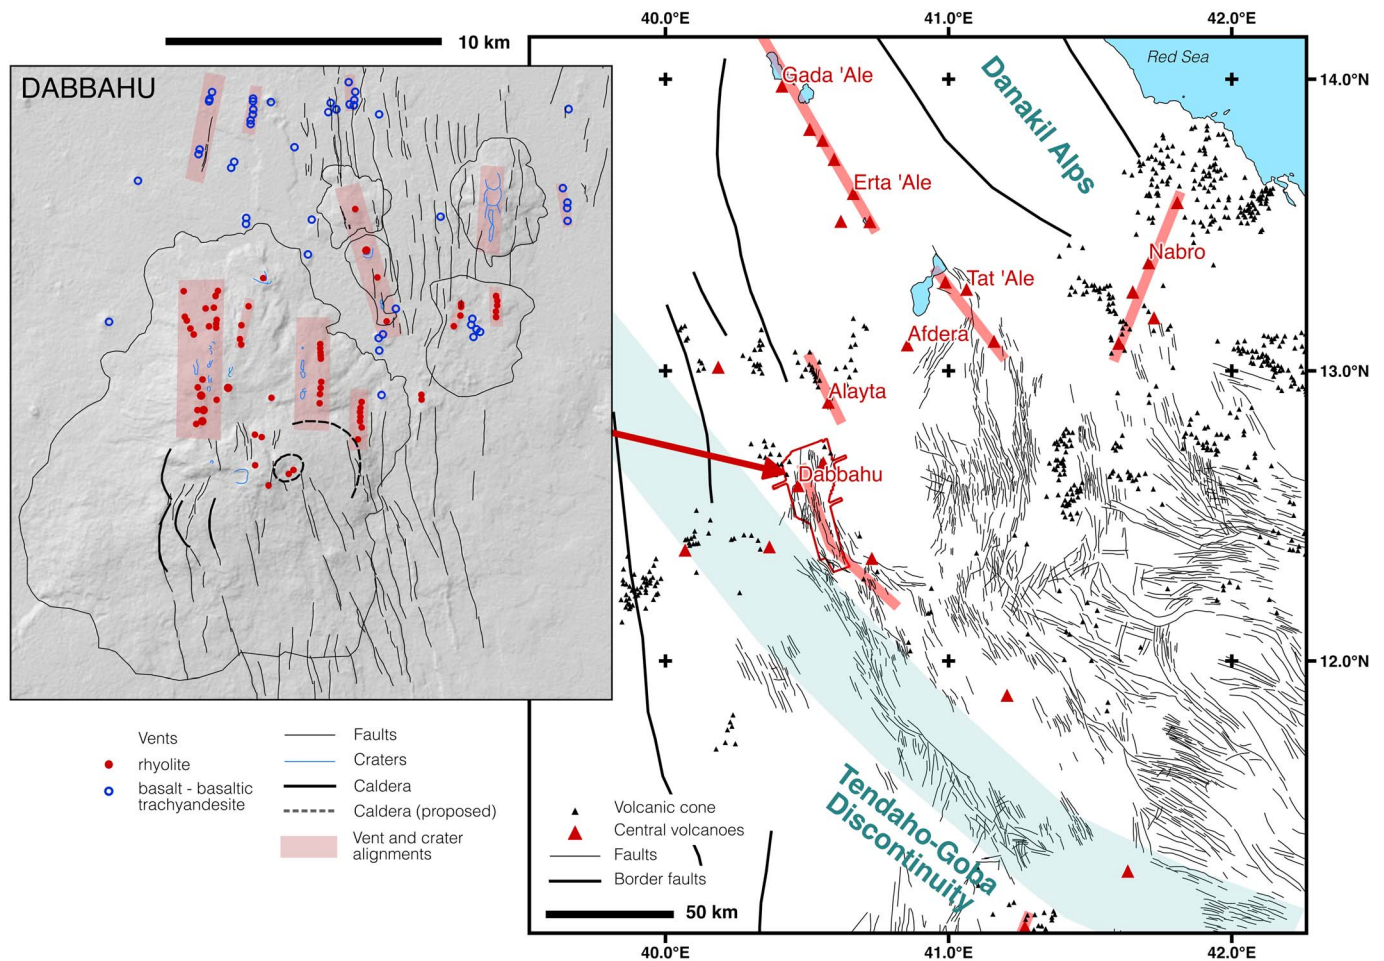 40.0°E
41.0°E
42.0°E
10 km
DABBAHU
Red Sea
Gada 'Ale
14.0°N
Danakil Alps
Erta 'Ale
Nabro
Tat 'Ale
Afdera
13.0°N
Alayta
Dabbahu
12.0°N
Vents
rhyolite
basalt - basaltic
trachyandesite
Faults
Craters
Caldera
Caldera (proposed)
Vent and crater
alignments
Tendaho-Goba
Discontinuity
Volcanic cone
Central volcanoes
Faults
Border faults
50 km
40.0°E
41.0°E
42.0°E